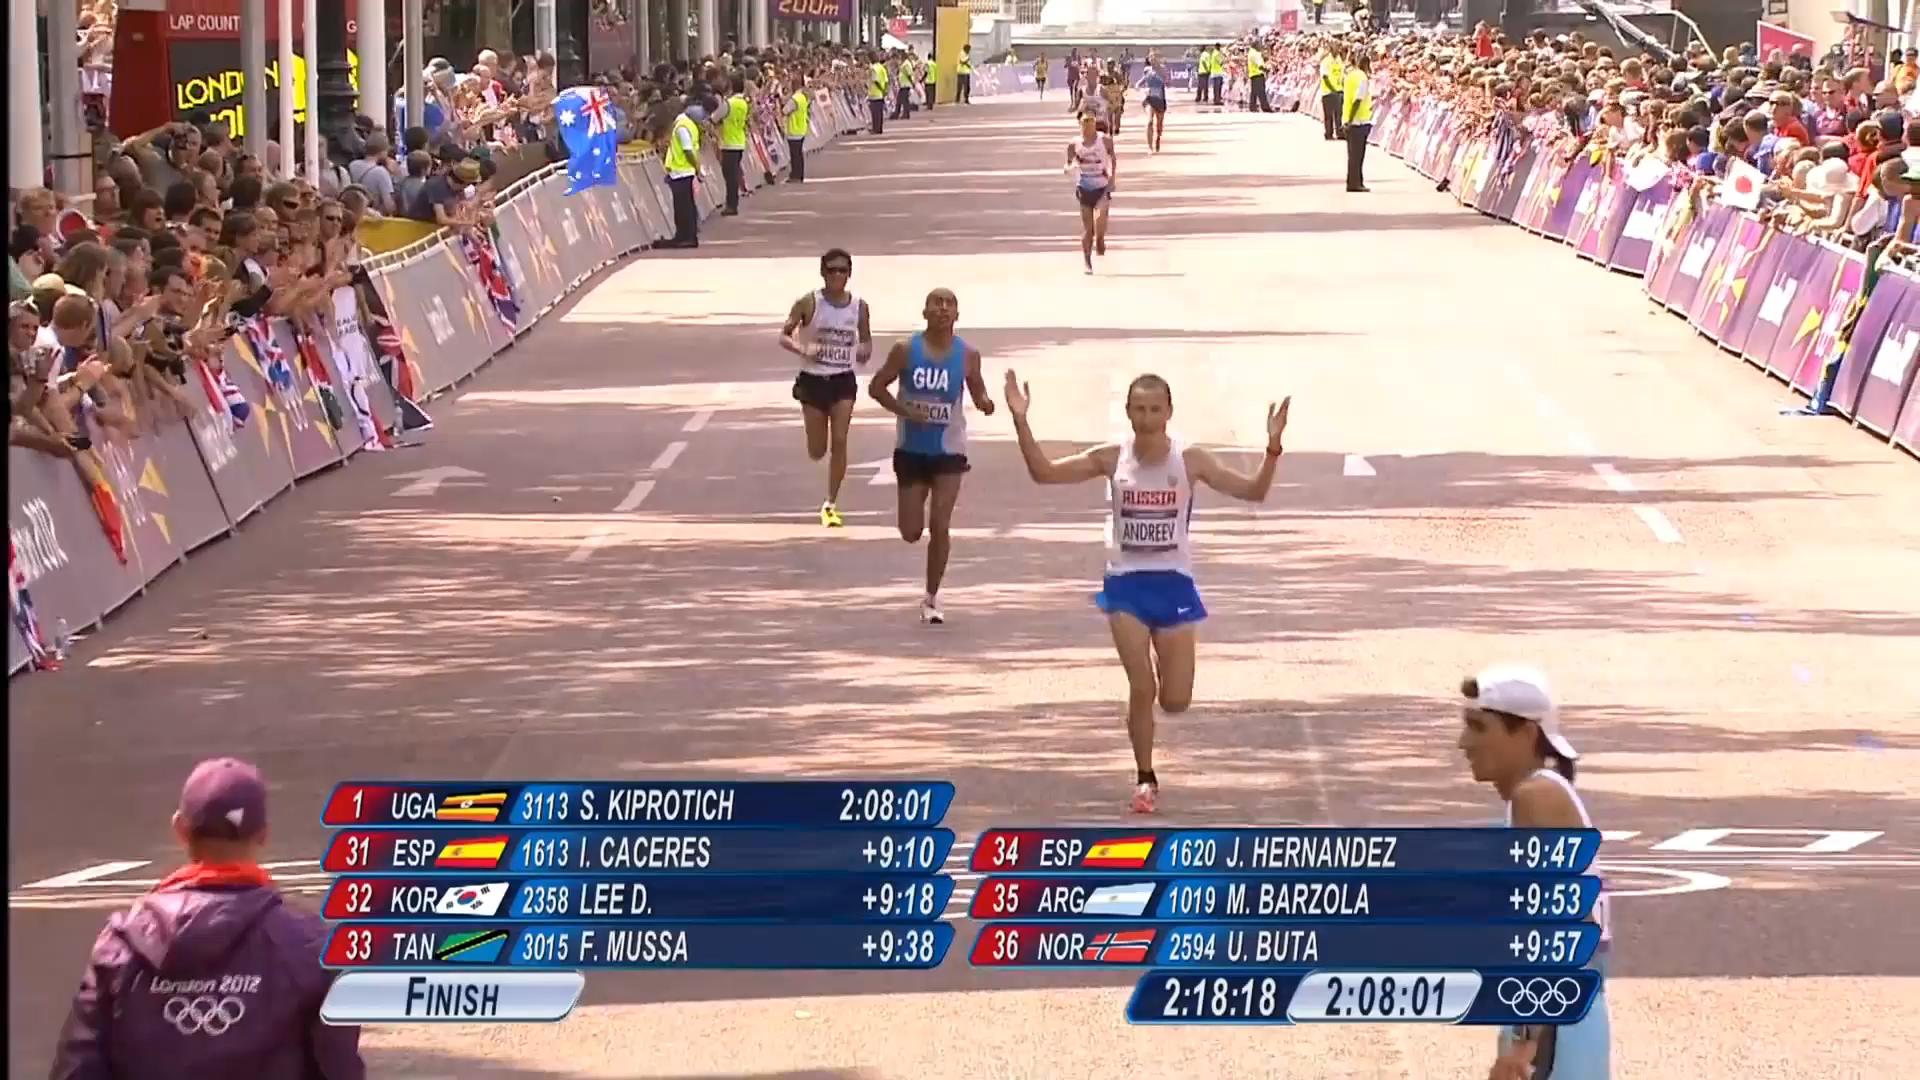 LAP COUNT
200m
LONDON
GUA
GARCIA
VARGAS
RUSSIA
ANDREEV
London 2012
1 UGA 3113 S. KIPROTICH 2:08:01
31 ESP 1613 I. CACERES +9:10
32 KOR 2358 LEE D. +9:18
33 TAN 3015 F. MUSSA +9:38
34 ESP 1620 J. HERNANDEZ +9:47
35 ARG 1019 M. BARZOLA +9:53
36 NOR 2594 U. BUTA +9:57
FINISH
2:18:18 2:08:01